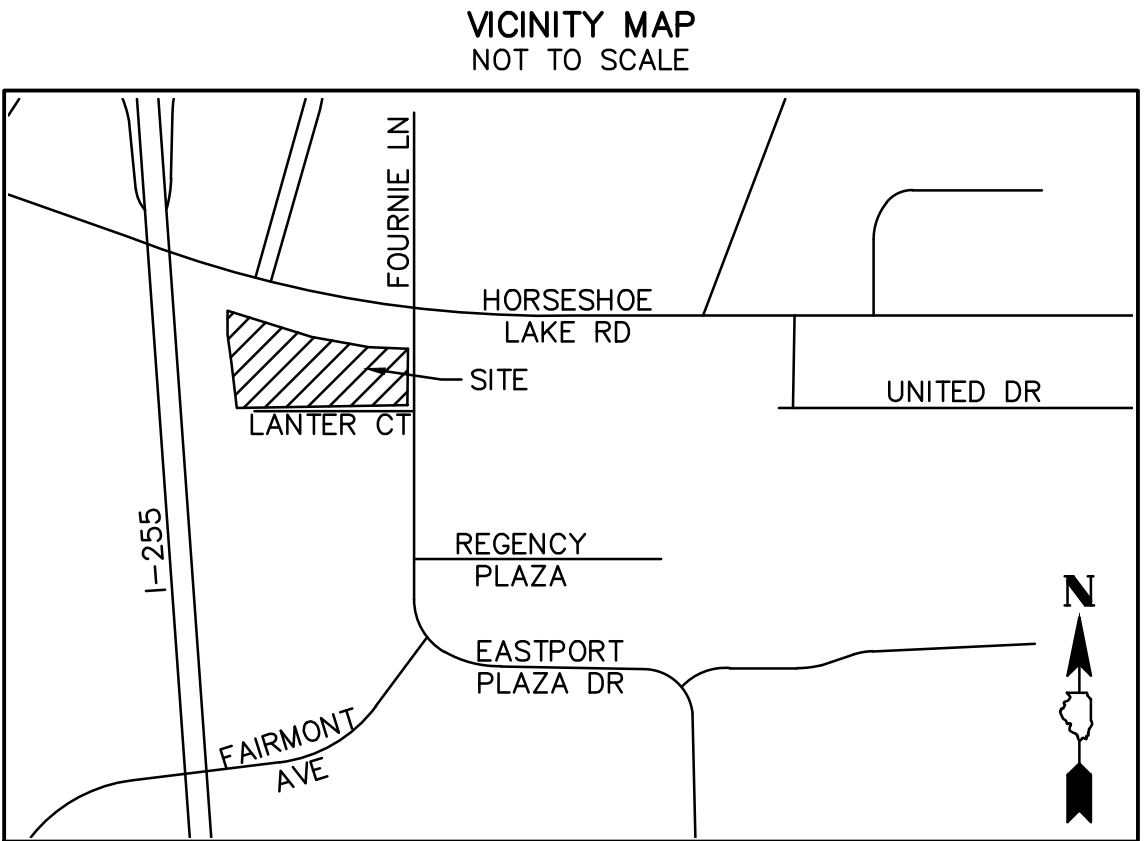 VICINITY MAP
NOT TO SCALE
FOURNIE LN
HORSESHOE
LAKE RD
SITE
UNITED DR
LANTER CT
I-255
REGENCY
PLAZA
N
EASTPORT
PLAZA DR
FAIRMONT
AVE